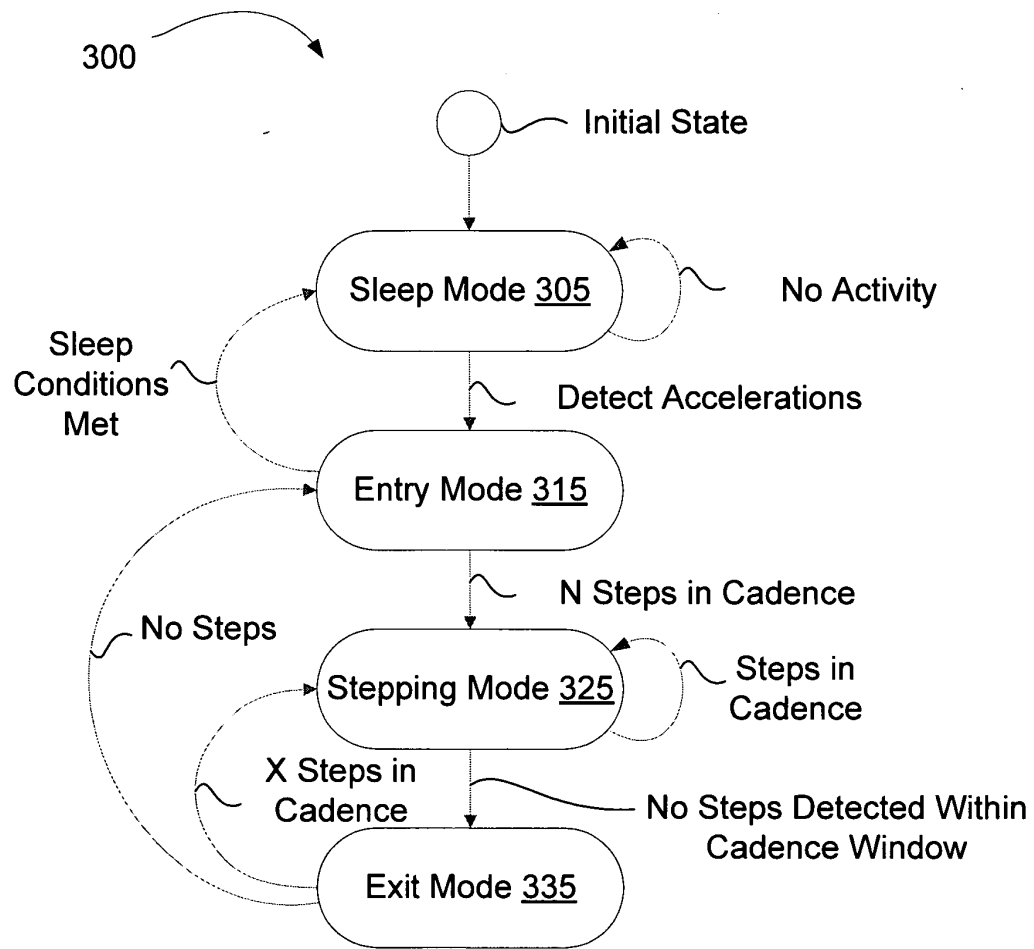 300
Initial State
Sleep Mode 305
No Activity
Sleep
Conditions
Met
Detect Accelerations
Entry Mode 315
N Steps in Cadence
No Steps
Stepping Mode 325
Steps in
Cadence
X Steps in
Cadence
No Steps Detected Within
Cadence Window
Exit Mode 335